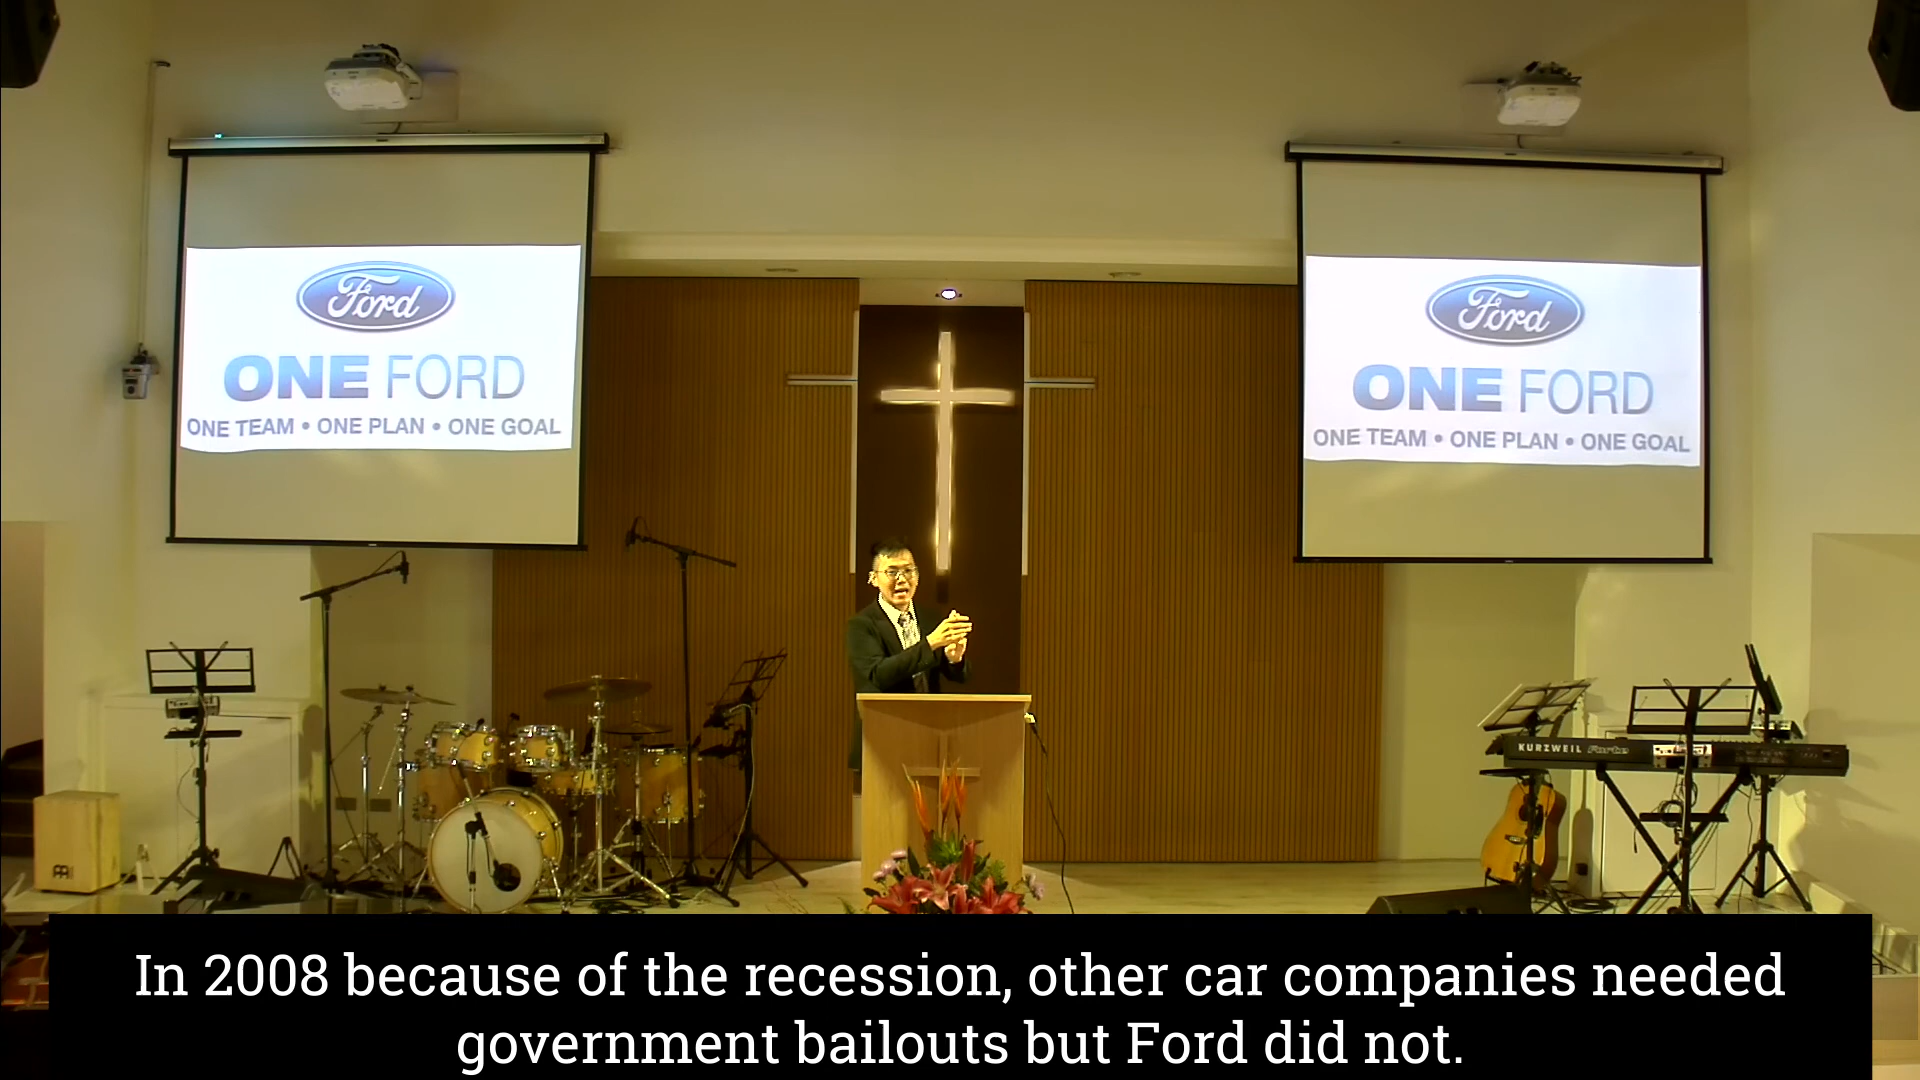 Ford
ONE FORD
ONE TEAM • ONE PLAN • ONE GOAL
Ford
ONE FORD
ONE TEAM • ONE PLAN • ONE GOAL
KURZWEIL Forte
In 2008 because of the recession, other car companies needed
government bailouts but Ford did not.